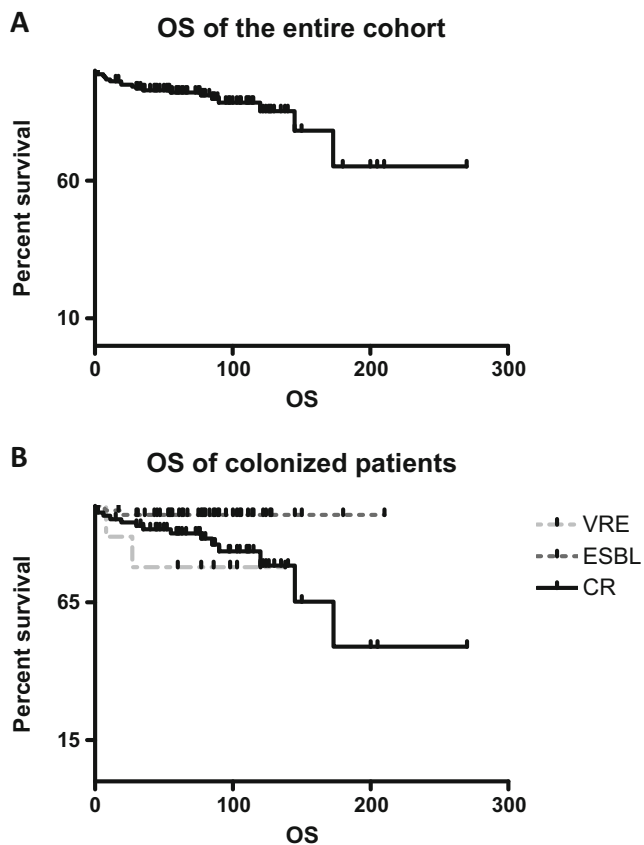 A
OS of the entire cohort
Percent survival
60
10
0 100 200 300
OS
B
OS of colonized patients
Percent survival
65
15
0 100 200 300
OS
VRE
ESBL
CR